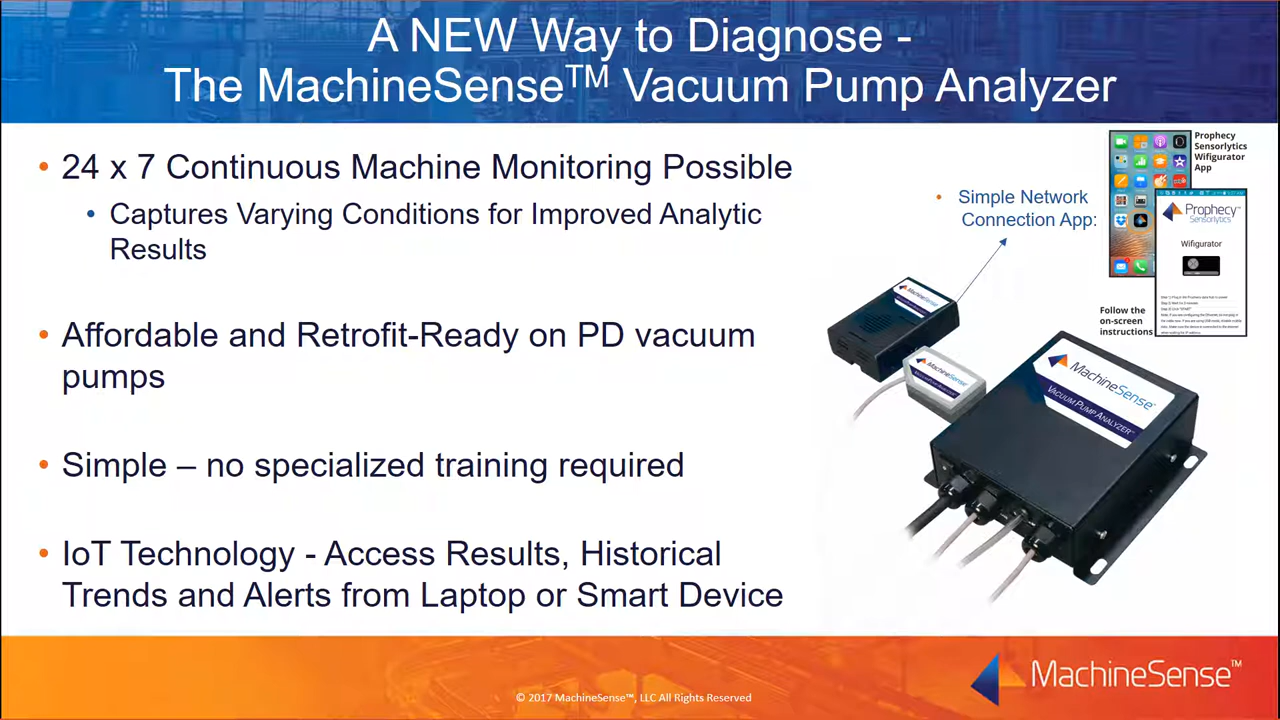 A NEW Way to Diagnose -
The MachineSense™ Vacuum Pump Analyzer
• 24 x 7 Continuous Machine Monitoring Possible
• Captures Varying Conditions for Improved Analytic
Results
• Affordable and Retrofit-Ready on PD vacuum
pumps
• Simple – no specialized training required
• IoT Technology - Access Results, Historical
Trends and Alerts from Laptop or Smart Device
• Simple Network
Connection App:
Prophecy
Sensorlytics
Wifigurator
App
Prophecy™
Sensorlytics
Wifigurator
Follow the
on-screen
instructions
MachineSense
MachineSense
MachineSense™
VACUUM PUMP ANALYZER™
© 2017 MachineSense™, LLC All Rights Reserved
MachineSense™